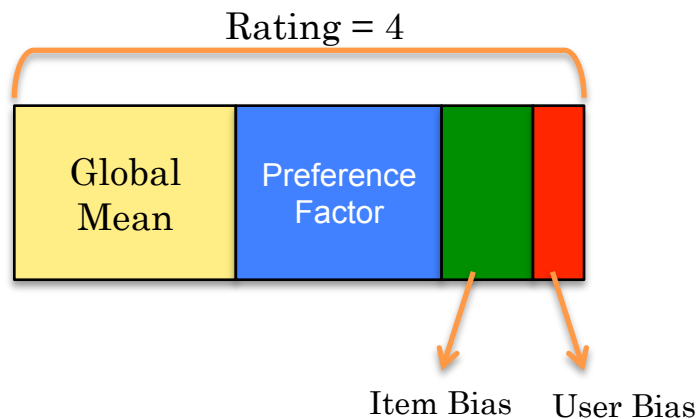 Rating = 4
Global
Mean
Preference
Factor
Item Bias
User Bias